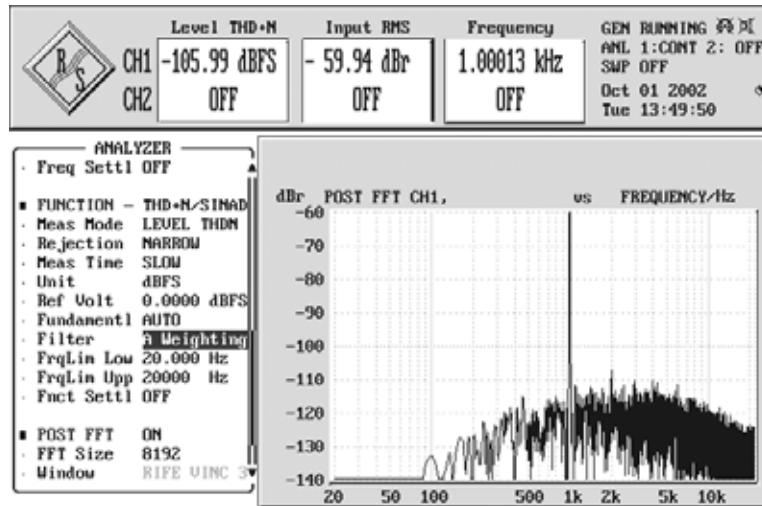 Level THD+N Input RMS Frequency
R S CH1 -105.99 dBFS - 59.94 dBr 1.00013 kHz
CH2 OFF OFF OFF
GEN RUNNING
ANL 1:CONT 2: OFF
SWP OFF
Oct 01 2002
Tue 13:49:50
ANALYZER
Freq Settl OFF
FUNCTION - THD+N/SINAD
Meas Mode LEVEL THDN
Rejection NARROW
Meas Time SLOW
Unit dBFS
Ref Volt 0.0000 dBFS
Fundamentl AUTO
Filter A Weighting
FrqLim Low 20.000 Hz
FrqLim Upp 20000 Hz
Fnct Settl OFF
POST FFT ON
FFT Size 8192
Window RIFE VINC 3
dBr POST FFT CH1, vs FREQUENCY/Hz
-60
-70
-80
-90
-100
-110
-120
-130
-140
20 50 100 500 1k 2k 5k 10k